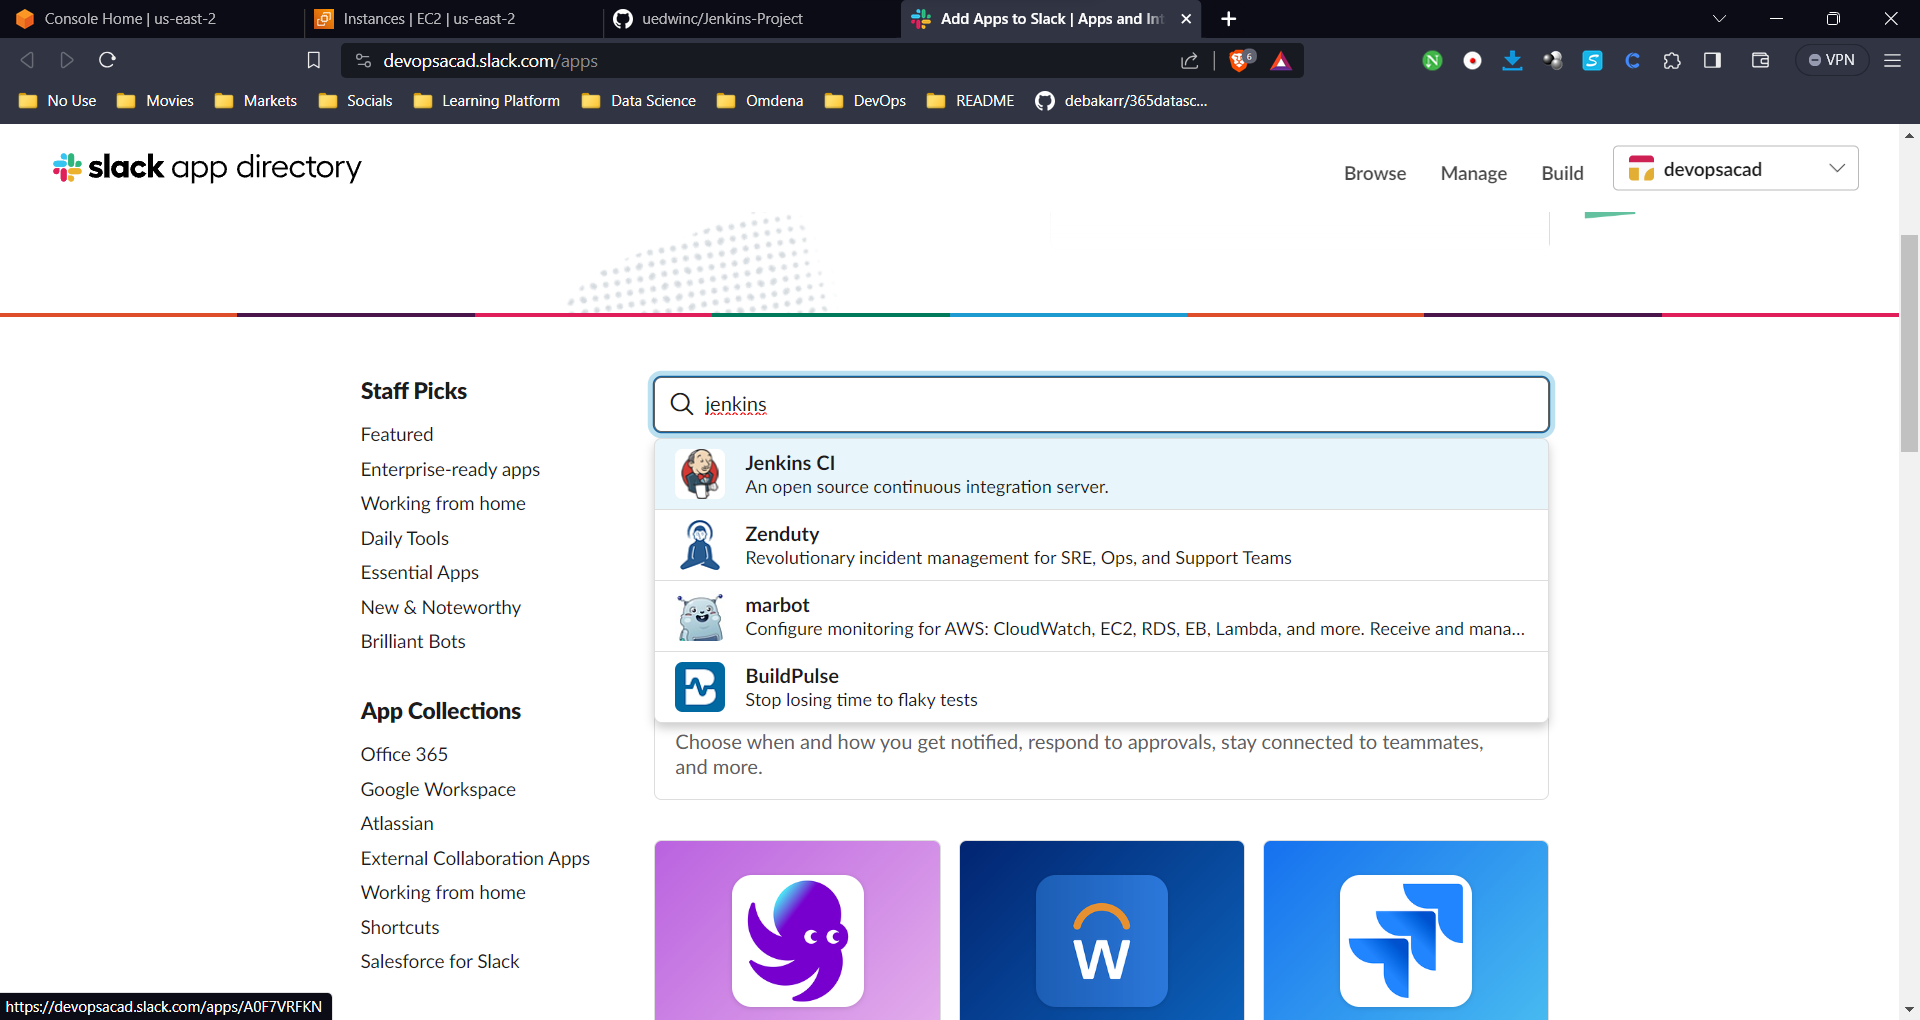 Console Home | us-east-2
Instances | EC2 | us-east-2
uedwinc/Jenkins-Project
Add Apps to Slack | Apps and Int
devopsacad.slack.com/apps
6
VPN
No Use
Movies
Markets
Socials
Learning Platform
Data Science
Omdena
DevOps
README
debakarr/365datasc...
slack app directory
Browse
Manage
Build
devopsacad
Staff Picks
Featured
Enterprise-ready apps
Working from home
Daily Tools
Essential Apps
New & Noteworthy
Brilliant Bots
App Collections
Office 365
Google Workspace
Atlassian
External Collaboration Apps
Working from home
Shortcuts
Salesforce for Slack
jenkins
Jenkins CI
An open source continuous integration server.
Zenduty
Revolutionary incident management for SRE, Ops, and Support Teams
marbot
Configure monitoring for AWS: CloudWatch, EC2, RDS, EB, Lambda, and more. Receive and mana...
BuildPulse
Stop losing time to flaky tests
Choose when and how you get notified, respond to approvals, stay connected to teammates,
and more.
W
https://devopsacad.slack.com/apps/A0F7VRFKN